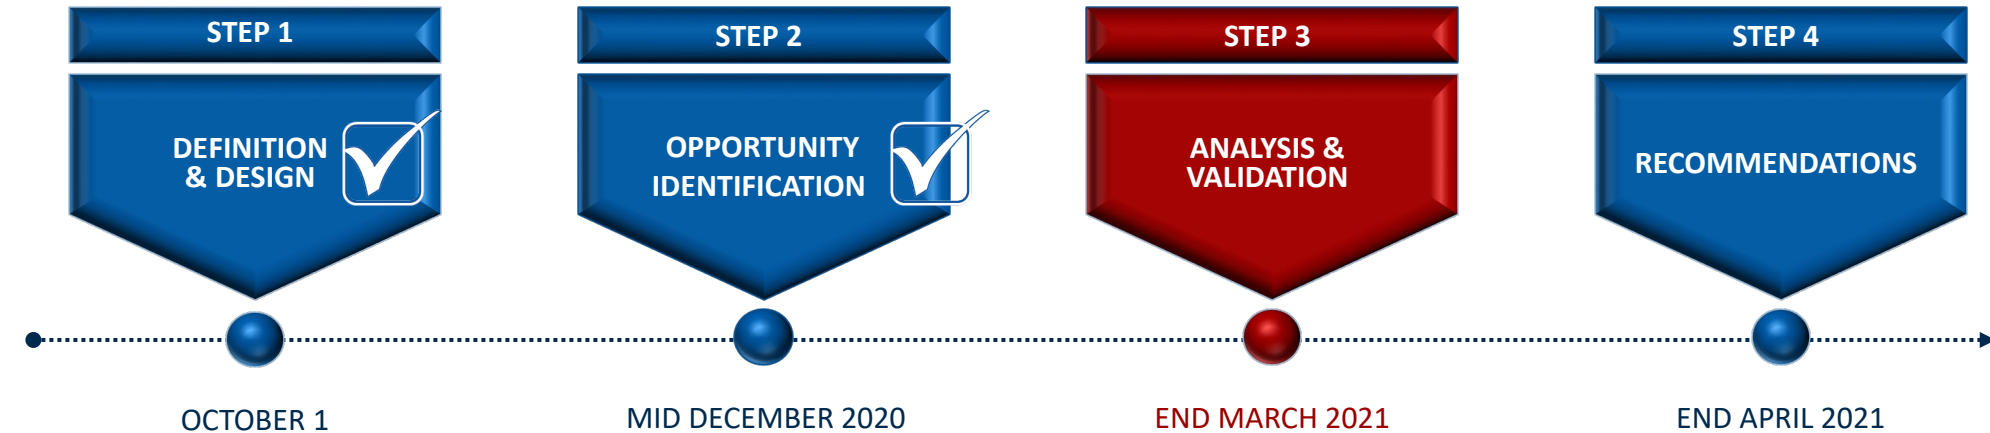 STEP 1
DEFINITION
& DESIGN
OCTOBER 1
STEP 2
OPPORTUNITY
IDENTIFICATION
MID DECEMBER 2020
STEP 3
ANALYSIS &
VALIDATION
END MARCH 2021
STEP 4
RECOMMENDATIONS
END APRIL 2021